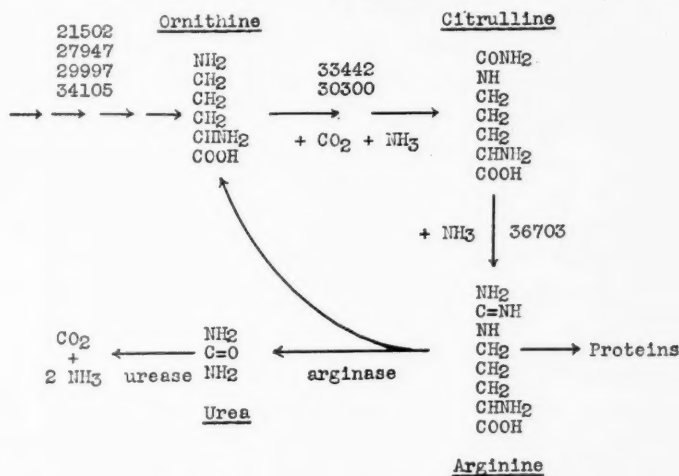 Ornithine
Citrulline
21502
27947
29997
34105
NH2
CH2
CH2
CH2
CHNH2
COOH
33442
30300
+ CO2 + NH3
CONH2
NH
CH2
CH2
CH2
CHNH2
COOH
+ NH3
36703
NH2
C=NH
NH
CH2
CH2
CH2
CHNH2
COOH
Proteins
arginase
NH2
C=O
NH2
urease
CO2
+
2 NH3
Urea
Arginine